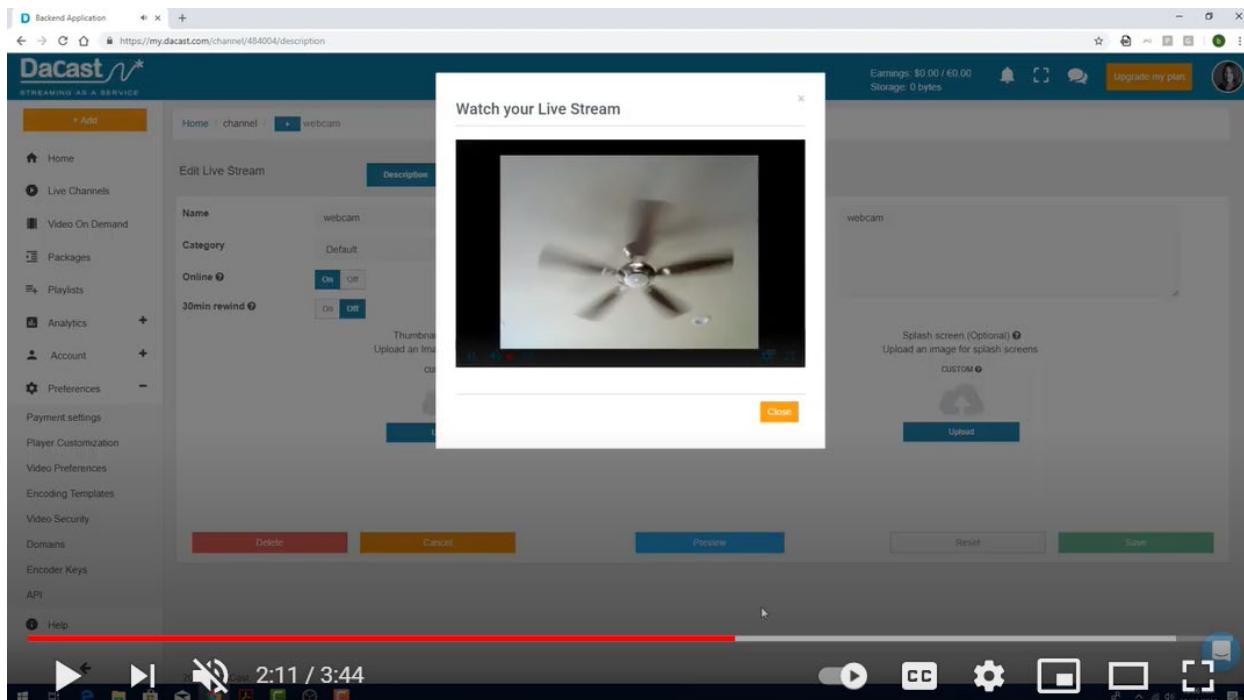 Backend Application
https://my.dacast.com/channel/484004/description
DaCast
STREAMING AS A SERVICE
Earnings: $0.00 / €0.00
Storage: 0 bytes
Upgrade my plan
+ Add
Home / channel / + webcam
Watch your Live Stream
×
Home
Live Channels
Video On Demand
Packages
Playlists
Analytics +
Account +
Preferences −
Payment settings
Player Customization
Video Preferences
Encoding Templates
Video Security
Domains
Encoder Keys
API
Help
Edit Live Stream
Description
Name
webcam
webcam
Category
Default
Online
On Off
30min rewind
On Off
Upload an
Splash screen (Optional)
Upload an image for splash screens
CUSTOM
Upload
Close
Delete
Cancel
Preview
Reset
Save
2:11 / 3:44
CC